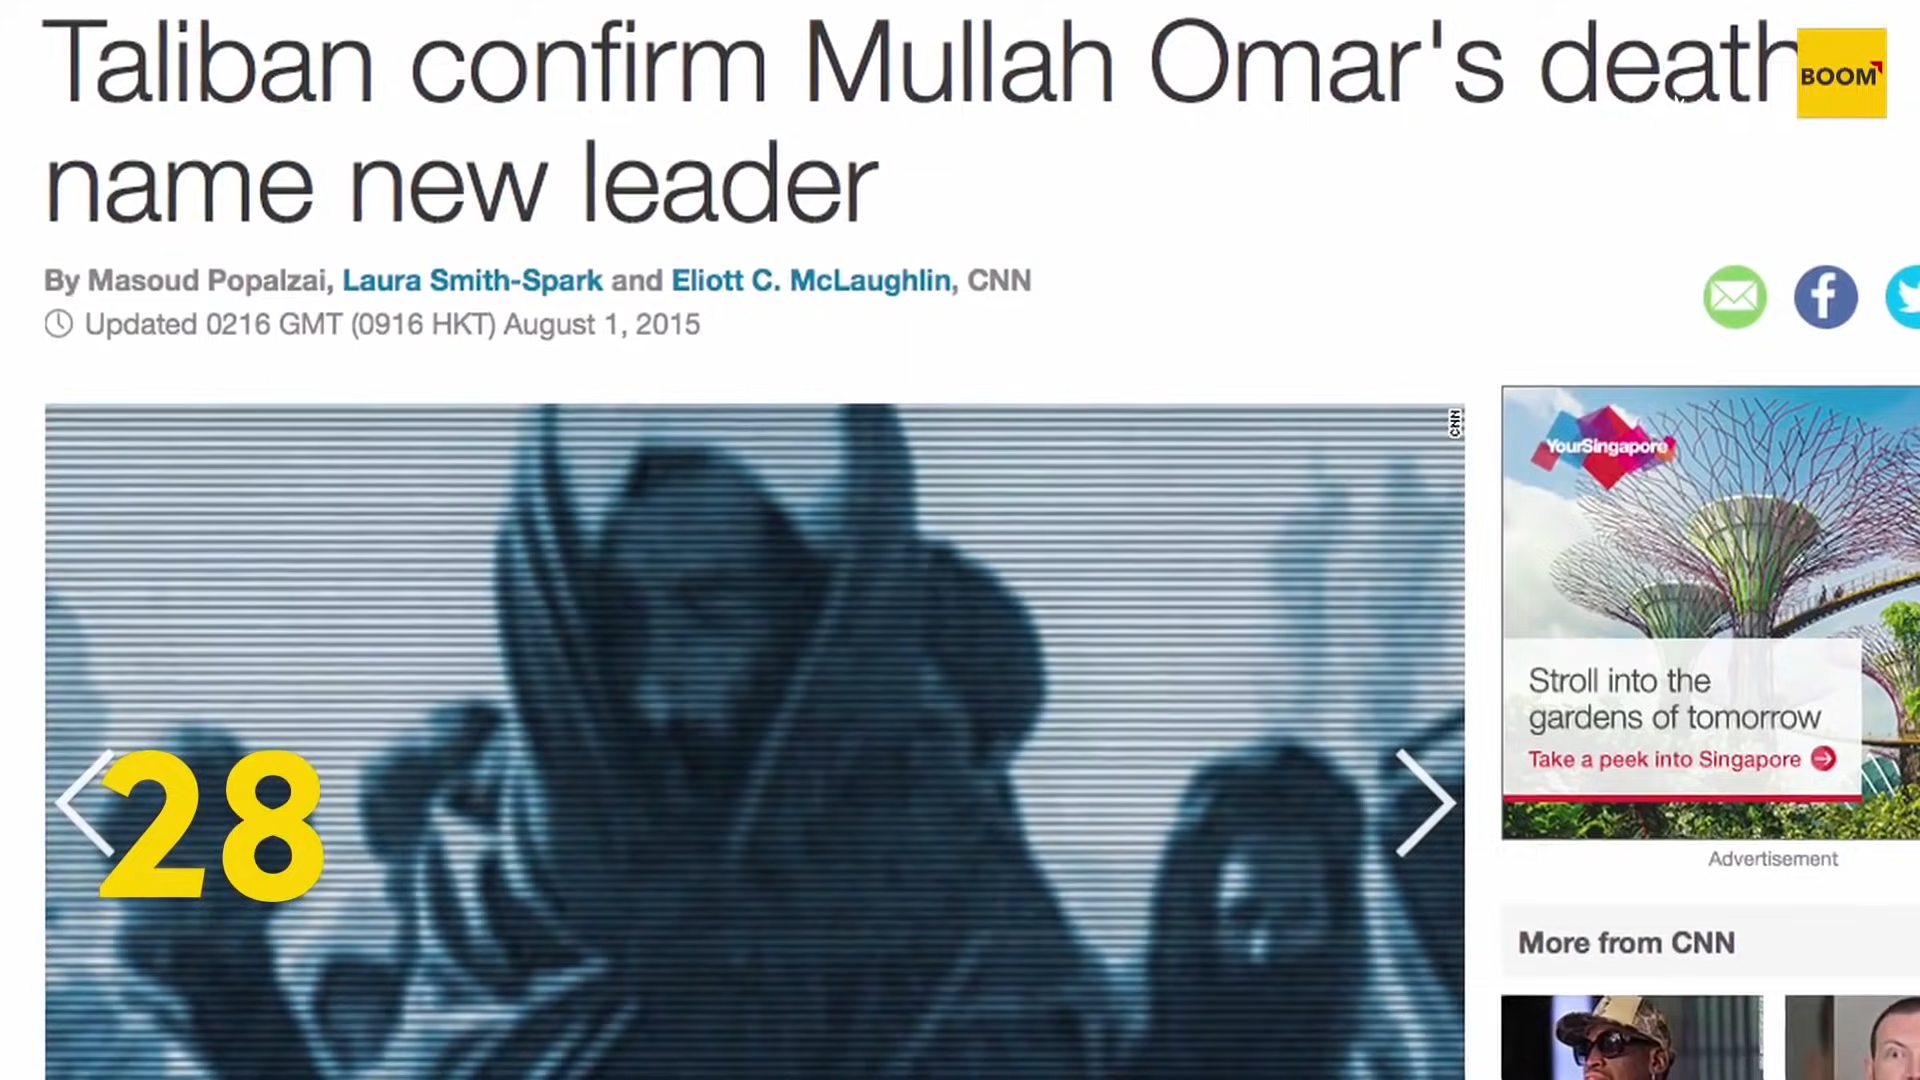 Taliban confirm Mullah Omar's death
name new leader
BOOM
By Masoud Popalzai, Laura Smith-Spark and Eliott C. McLaughlin, CNN
Updated 0216 GMT (0916 HKT) August 1, 2015
CNN
YourSingapore
Stroll into the
gardens of tomorrow
Take a peek into Singapore
28
Advertisement
More from CNN